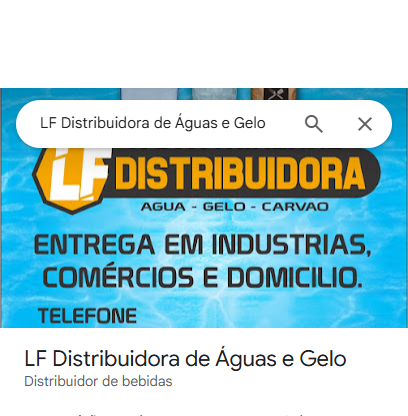 LF Distribuidora de Águas e Gelo
LF DISTRIBUIDORA
AGUA - GELO - CARVAO
ENTREGA EM INDUSTRIAS,
COMÉRCIOS E DOMICILIO.
TELEFONE
LF Distribuidora de Águas e Gelo
Distribuidor de bebidas